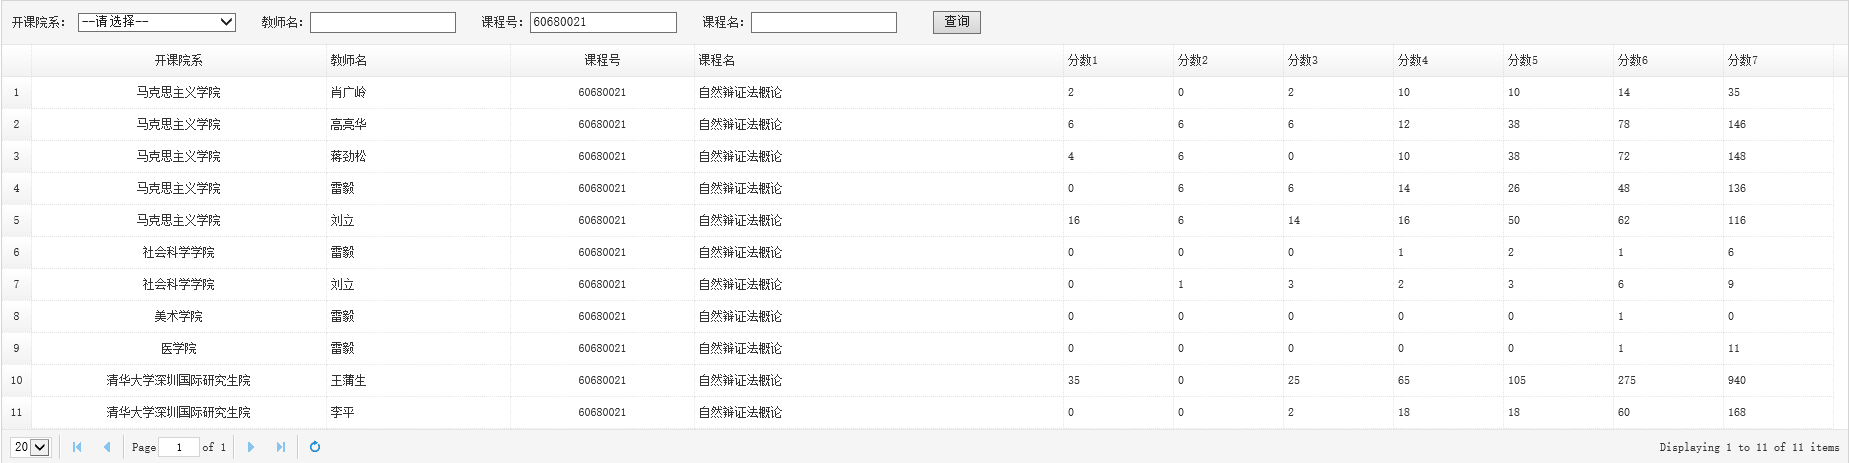 开课院系： --请选择-- 教师名： 课程号： 60680021 课程名： 查询
开课院系 教师名 课程号 课程名 分数1 分数2 分数3 分数4 分数5 分数6 分数7
1 马克思主义学院 肖广岭 60680021 自然辩证法概论 2 0 2 10 10 14 35
2 马克思主义学院 高亮华 60680021 自然辩证法概论 6 6 6 12 38 78 146
3 马克思主义学院 蒋劲松 60680021 自然辩证法概论 4 6 0 10 38 72 148
4 马克思主义学院 雷毅 60680021 自然辩证法概论 0 6 6 14 26 48 136
5 马克思主义学院 刘立 60680021 自然辩证法概论 16 6 14 16 50 62 116
6 社会科学学院 雷毅 60680021 自然辩证法概论 0 0 0 1 2 1 6
7 社会科学学院 刘立 60680021 自然辩证法概论 0 1 3 2 3 6 9
8 美术学院 雷毅 60680021 自然辩证法概论 0 0 0 0 0 1 0
9 医学院 雷毅 60680021 自然辩证法概论 0 0 0 0 0 1 11
10 清华大学深圳国际研究生院 王蒲生 60680021 自然辩证法概论 35 0 25 65 105 275 940
11 清华大学深圳国际研究生院 李平 60680021 自然辩证法概论 0 0 2 18 18 60 168
20 Page 1 of 1 Displaying 1 to 11 of 11 items